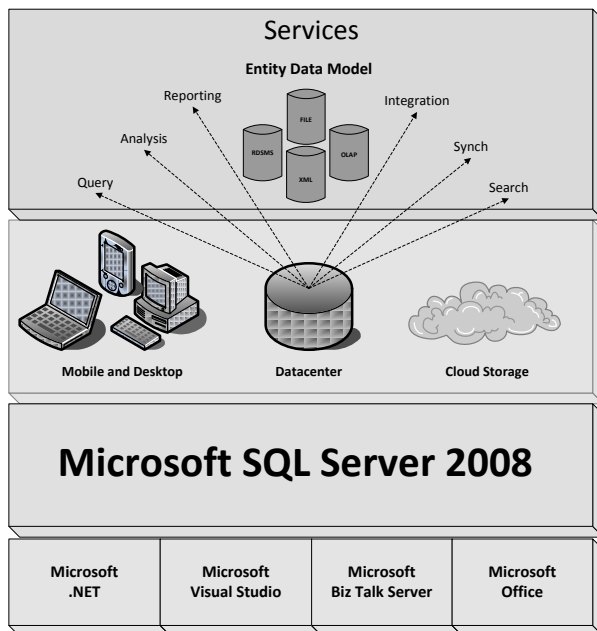 Services
Entity Data Model
Reporting
Integration
FILE
Analysis
RDSMS
OLAP
Synch
XML
Query
Search
Mobile and Desktop
Datacenter
Cloud Storage
Microsoft SQL Server 2008
Microsoft
.NET
Microsoft
Visual Studio
Microsoft
Biz Talk Server
Microsoft
Office